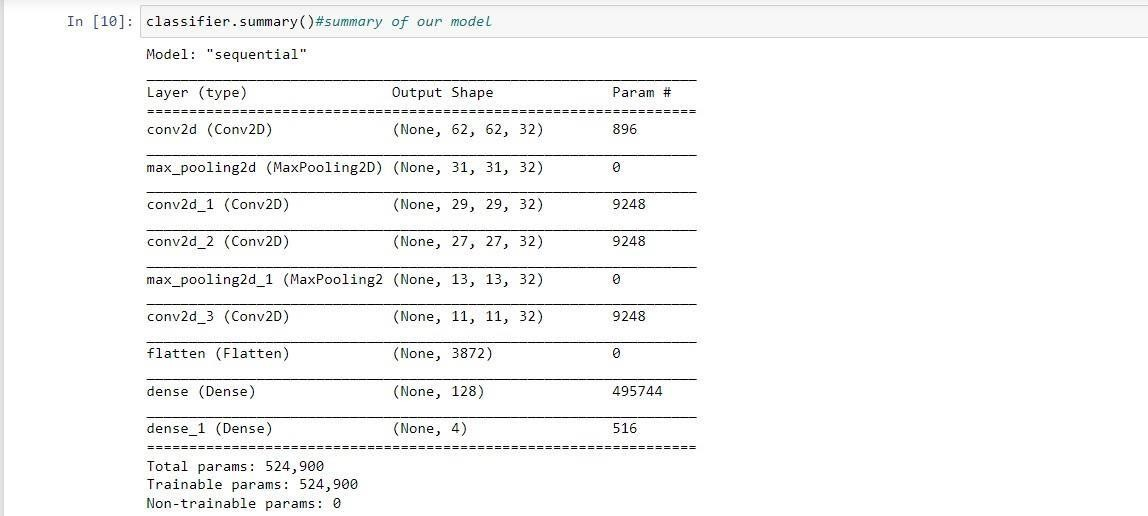 In [10]: classifier.summary()#summary of our model
Model: "sequential"
Layer (type) Output Shape Param #
conv2d (Conv2D) (None, 62, 62, 32) 896
max_pooling2d (MaxPooling2D) (None, 31, 31, 32) 0
conv2d_1 (Conv2D) (None, 29, 29, 32) 9248
conv2d_2 (Conv2D) (None, 27, 27, 32) 9248
max_pooling2d_1 (MaxPooling2 (None, 13, 13, 32) 0
conv2d_3 (Conv2D) (None, 11, 11, 32) 9248
flatten (Flatten) (None, 3872) 0
dense (Dense) (None, 128) 495744
dense_1 (Dense) (None, 4) 516
Total params: 524,900
Trainable params: 524,900
Non-trainable params: 0